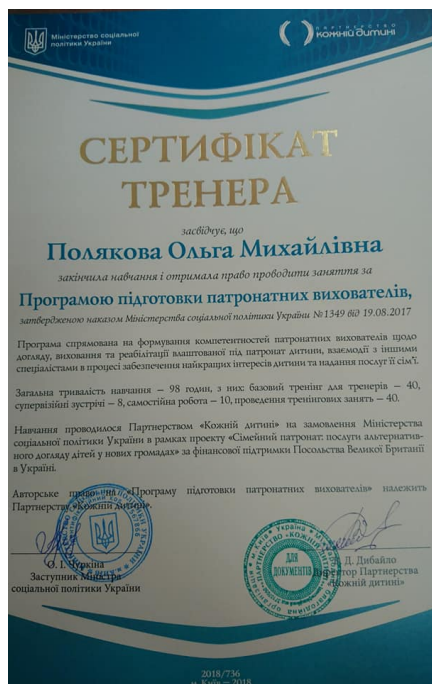 Міністерство соціальної
політики України
ПАРТНЕРСТВО
КОЖНІЙ ДИТИНІ
СЕРТИФІКАТ
ТРЕНЕРА
засвідчує, що
Полякова Ольга Михайлівна
закінчила навчання і отримала право проводити заняття за
Програмою підготовки патронатних вихователів,
затвердженою наказом Міністерства соціальної політики України №1349 від 19.08.2017
Програма спрямована на формування компетентностей патронатних вихователів щодо
догляду, виховання та реабілітації влаштованої під патронат дитини, взаємодії з іншими
спеціалістами в процесі забезпечення найкращих інтересів дитини та надання послуг її сім'ї.
Загальна тривалість навчання – 98 годин, з них: базовий тренінг для тренерів – 40,
супервізійні зустрічі – 8, самостійна робота – 10, проведення тренінгових занять – 40.
Навчання проводилося Партнерством «Кожній дитині» на замовлення Міністерства
соціальної політики України в рамках проекту «Сімейний патронат: послуги альтернатив-
ного догляду дітей у нових громадах» за фінансової підтримки Посольства Великої Британії
в Україні.
Авторське право на «Програму підготовки патронатних вихователів» належить
Партнерству «Кожній дитині».
О. І. Чуркіна
Заступник Міністра
соціальної політики України
Д. Дибайло
Директор Партнерства
«Кожній дитині»
Україна
ПАРТНЕРСТВО «КОЖНІЙ
ДЛЯ
ДОКУМЕНТІВ
2018/736
м. Київ – 2018